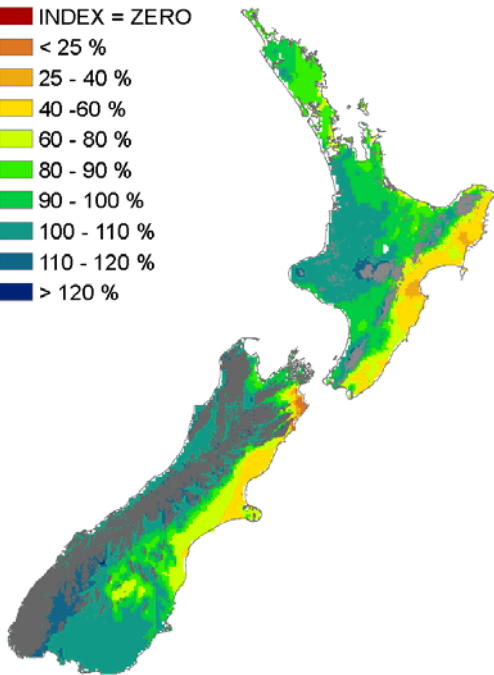 INDEX = ZERO
< 25 %
25 - 40 %
40 -60 %
60 - 80 %
80 - 90 %
90 - 100 %
100 - 110 %
110 - 120 %
> 120 %